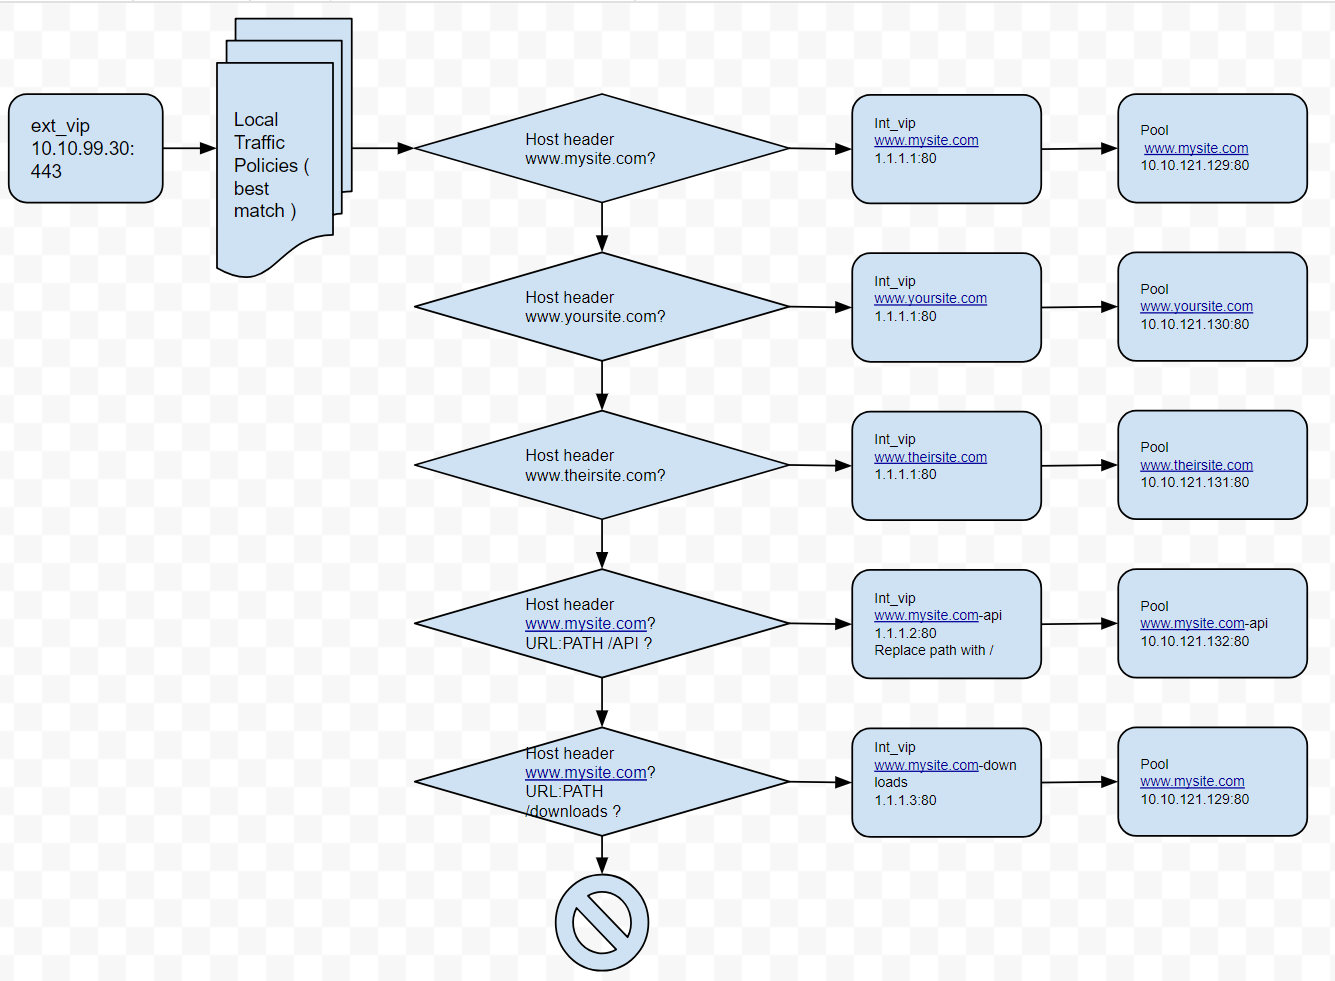 ext_vip
10.10.99.30:
443
Local
Traffic
Policies (
best
match )
Host header
www.mysite.com?
Int_vip
www.mysite.com
1.1.1.1:80
Pool
www.mysite.com
10.10.121.129:80
Host header
www.yoursite.com?
Int_vip
www.yoursite.com
1.1.1.1:80
Pool
www.yoursite.com
10.10.121.130:80
Host header
www.theirsite.com?
Int_vip
www.theirsite.com
1.1.1.1:80
Pool
www.theirsite.com
10.10.121.131:80
Host header
www.mysite.com?
URL:PATH /API ?
Int_vip
www.mysite.com-api
1.1.1.2:80
Replace path with /
Pool
www.mysite.com-api
10.10.121.132:80
Host header
www.mysite.com?
URL:PATH
/downloads ?
Int_vip
www.mysite.com-down
loads
1.1.1.3:80
Pool
www.mysite.com
10.10.121.129:80